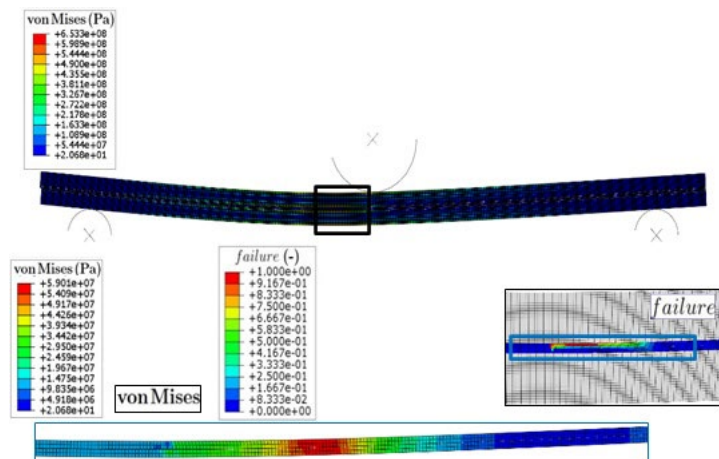 von Mises (Pa)
+6.533e+08
+5.989e+08
+5.444e+08
+4.900e+08
+4.355e+08
+3.811e+08
+3.267e+08
+2.722e+08
+2.178e+08
+1.633e+08
+1.089e+08
+5.444e+07
+2.068e+01
von Mises (Pa)
+5.901e+07
+5.409e+07
+4.917e+07
+4.426e+07
+3.934e+07
+3.442e+07
+2.950e+07
+2.459e+07
+1.967e+07
+1.475e+07
+9.835e+06
+4.918e+06
+2.068e+01
von Mises
failure (-)
+1.000e+00
+9.167e-01
+8.333e-01
+7.500e-01
+6.667e-01
+5.833e-01
+5.000e-01
+4.167e-01
+3.333e-01
+2.500e-01
+1.667e-01
+8.333e-02
+0.000e+00
failure